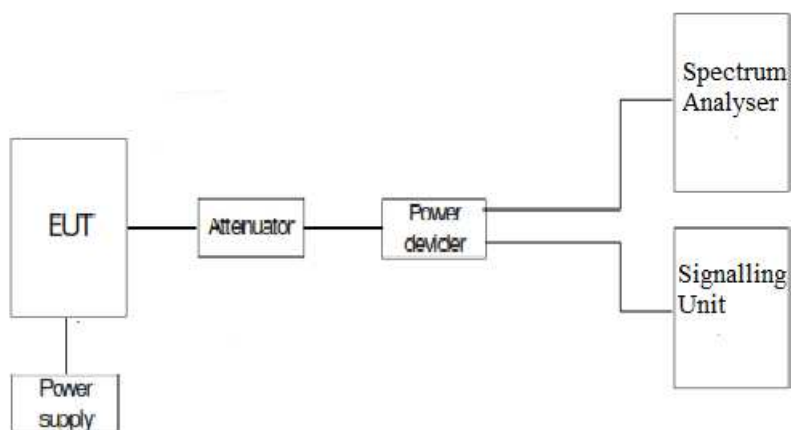 Spectrum
Analyser
EUT
Attenuator
Power
devider
Signalling
Unit
Power
supply